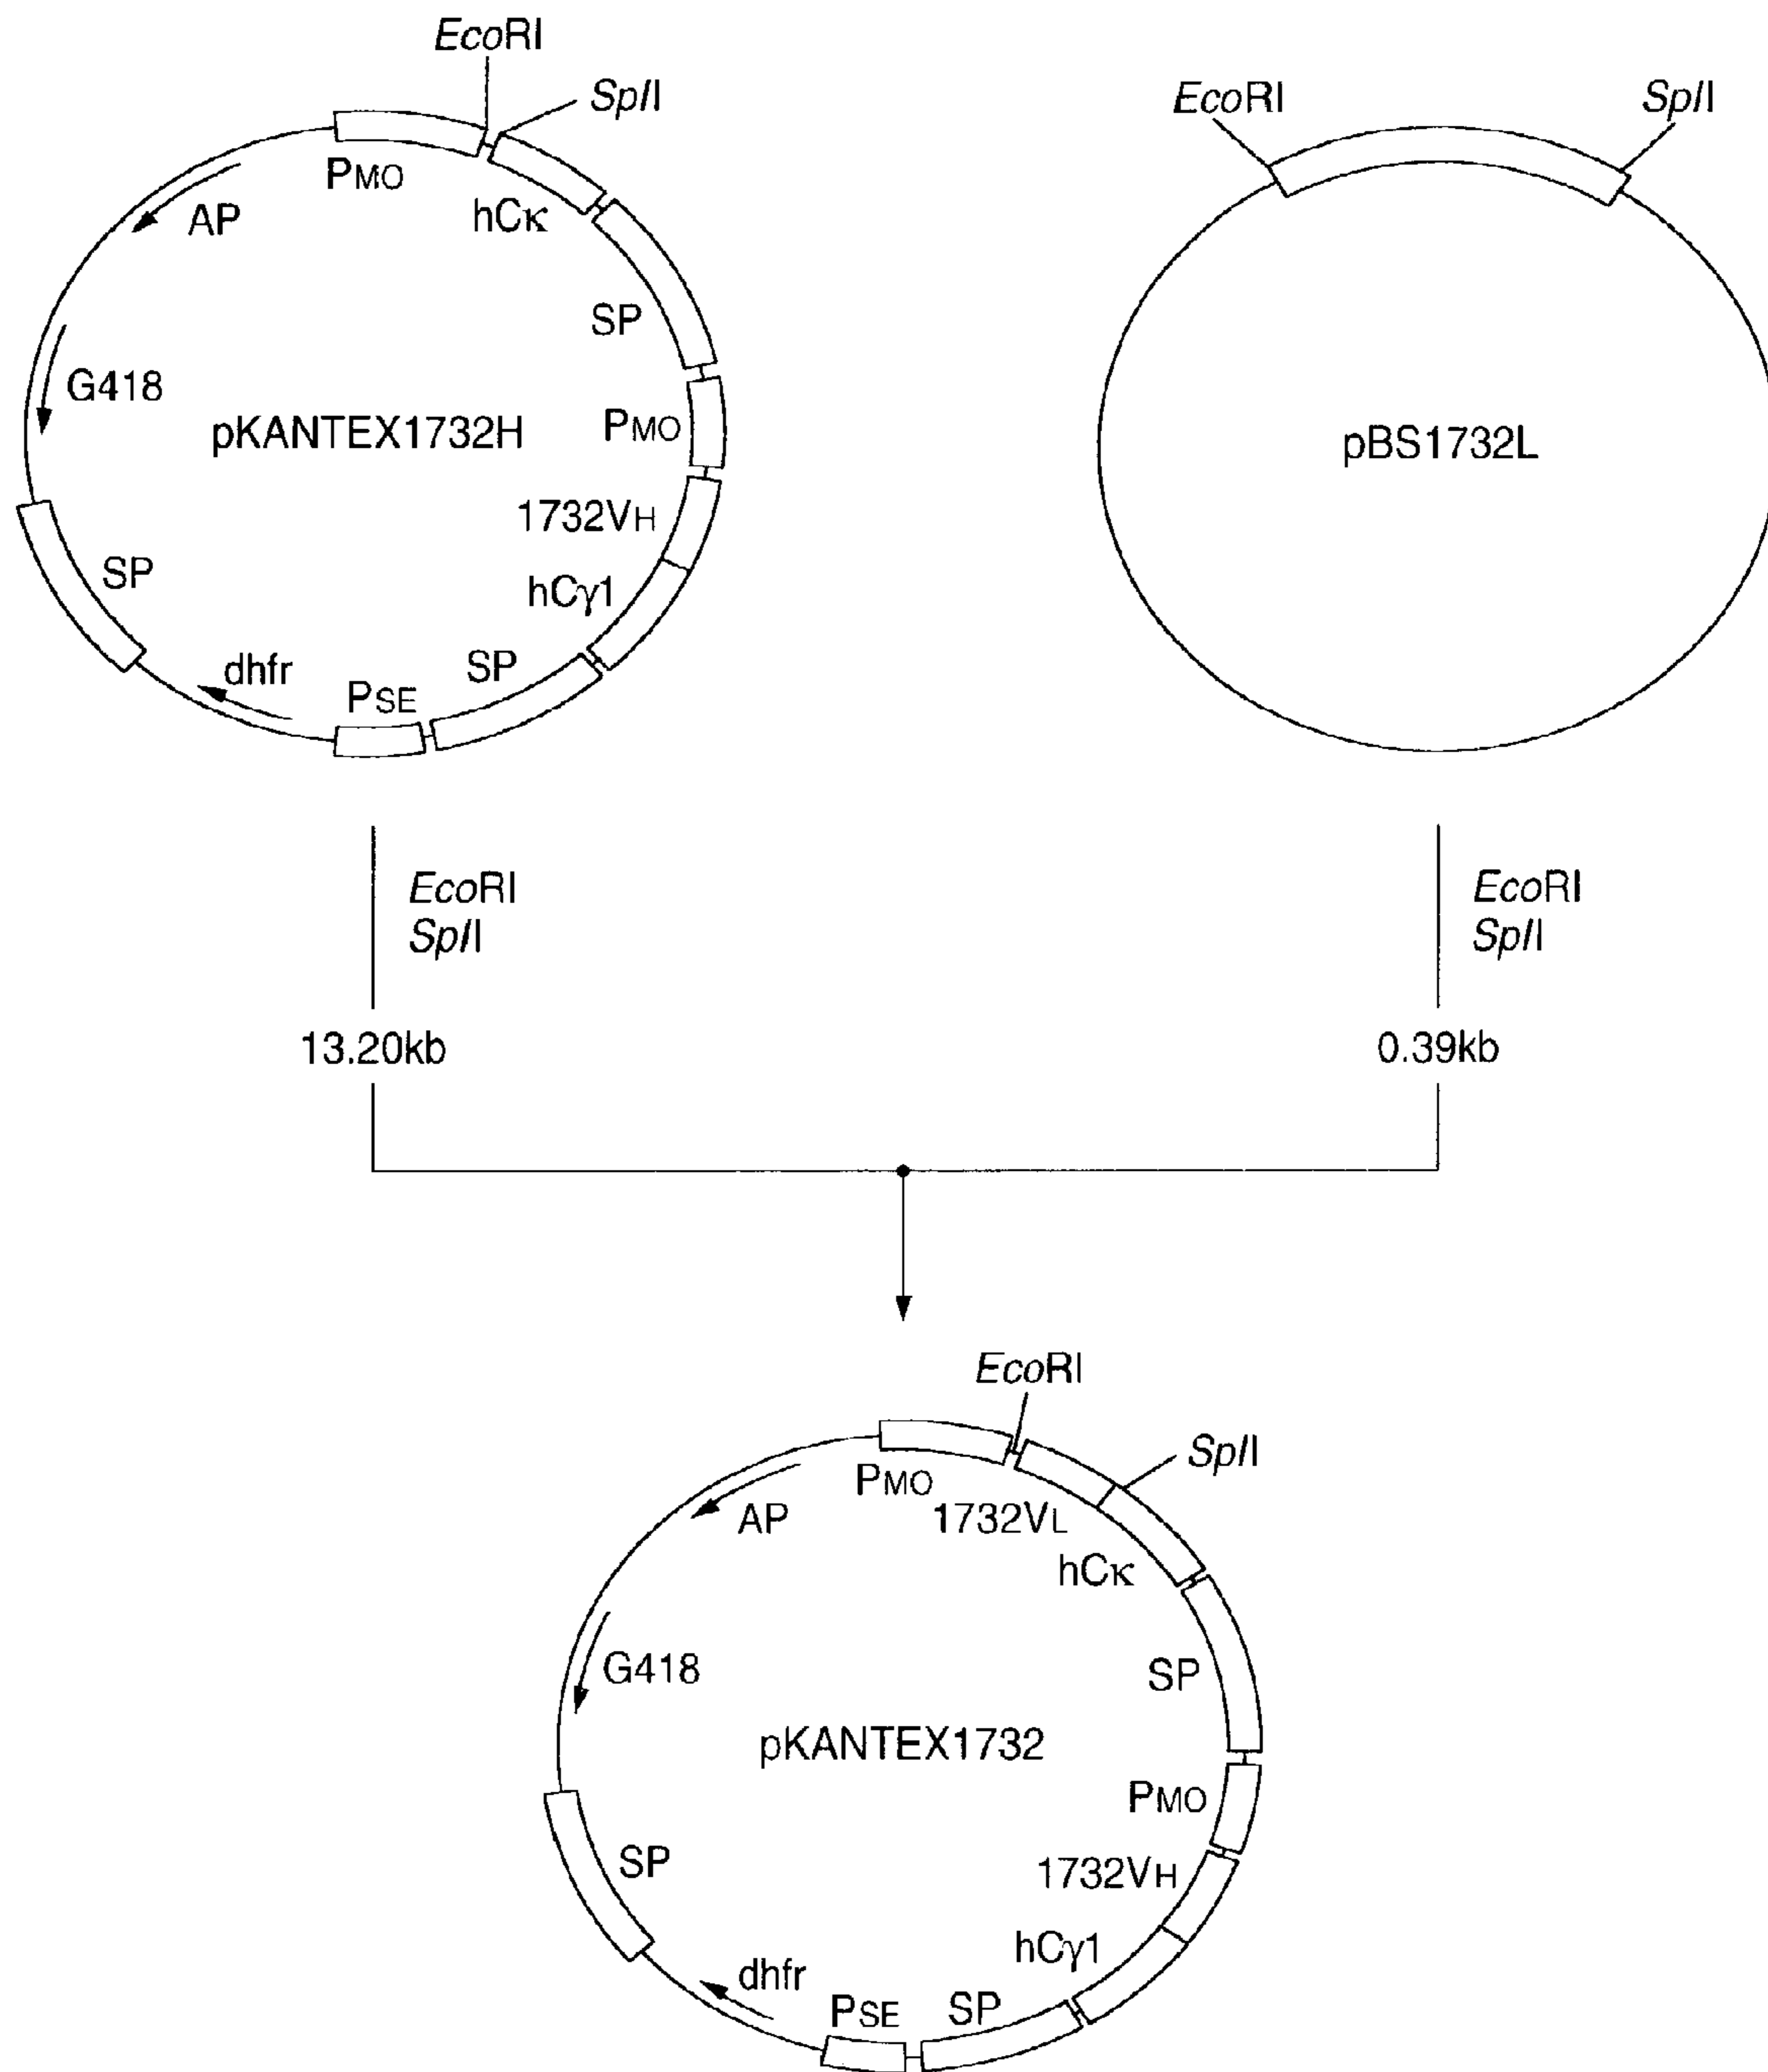 EcoRI
SplI
PMO
AP
hCκ
SP
G418
pKANTEX1732H
PMO
1732VH
hCγ1
SP
SP
dhfr
PSE
EcoRI
SplI
pBS1732L
EcoRI
SplI
13.20kb
EcoRI
SplI
0.39kb
EcoRI
SplI
PMO
AP
1732VL
hCκ
G418
SP
pKANTEX1732
PMO
SP
1732VH
hCγ1
dhfr
PSE
SP